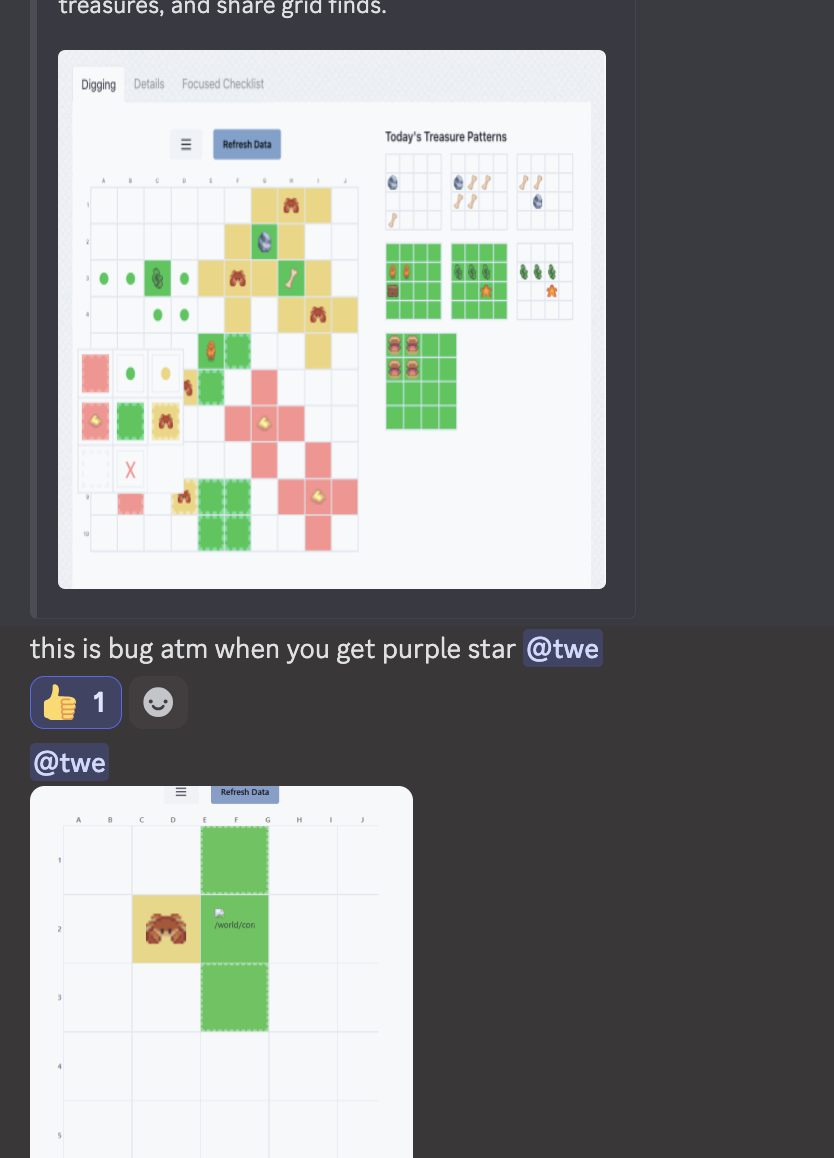 treasures, and share grid finds.
Digging Details Focused Checklist
☰ Refresh Data
Today's Treasure Patterns
A B C D E F G H I J
1
2
3
4
X
9
10
this is bug atm when you get purple star @twe
👍 1
@twe
☰ Refresh Data
A B C D E F G H I J
1
2
/world/con
3
4
5